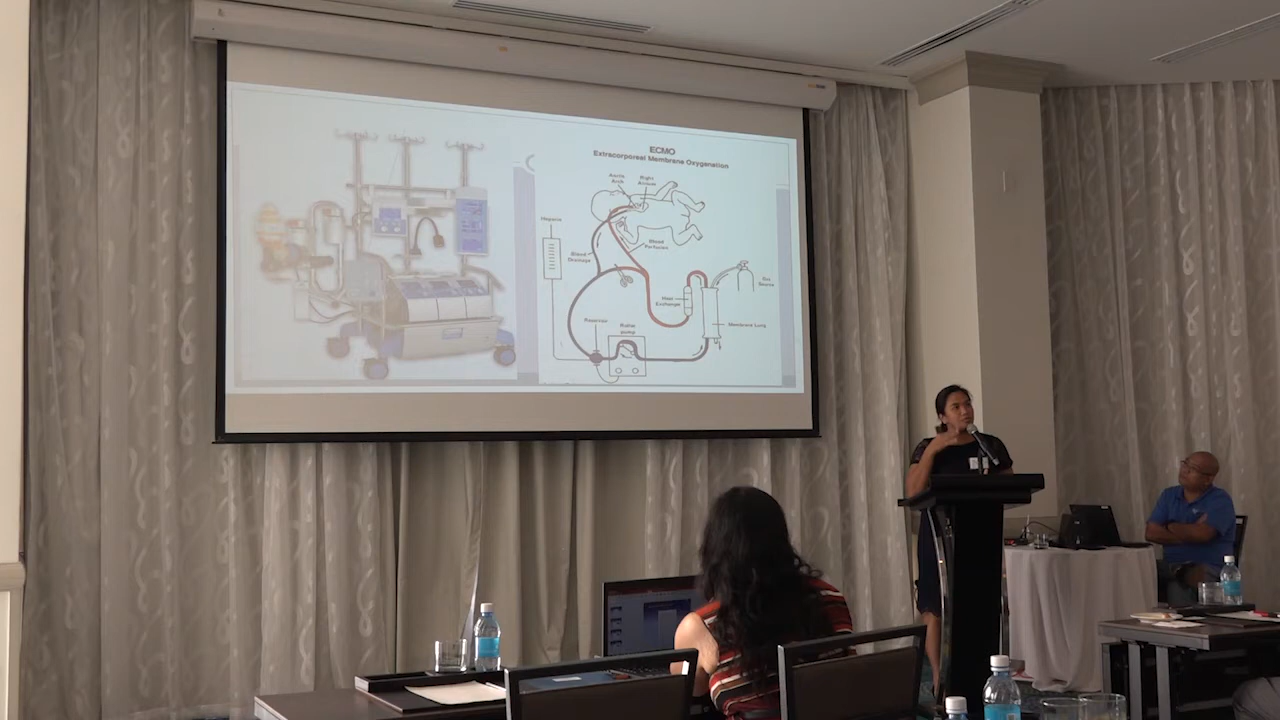 ECMO
Extracorporeal Membrane Oxygenation
Aortic
Arch
Right
Atrium
Heparin
Blood
Drainage
Blood
Perfusion
Heat
Exchanger
Gas
Source
Reservoir
Roller
pump
Membrane Lung